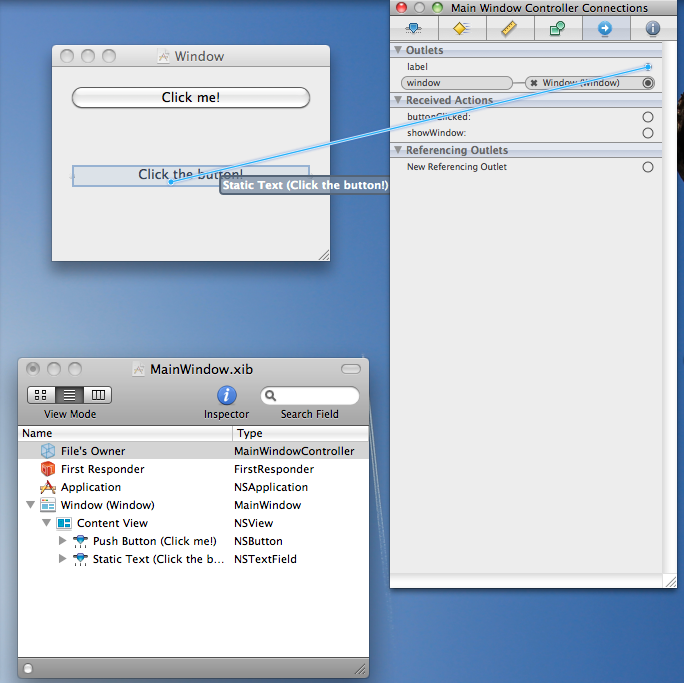 Window
Click me!
Click the button!
Static Text (Click the button!)
Main Window Controller Connections
Outlets
label
window
Window (Window)
Received Actions
buttonClicked:
showWindow:
Referencing Outlets
New Referencing Outlet
MainWindow.xib
View Mode Inspector Search Field
Name Type
File's Owner MainWindowController
First Responder FirstResponder
Application NSApplication
Window (Window) MainWindow
Content View NSView
Push Button (Click me!) NSButton
Static Text (Click the b... NSTextField